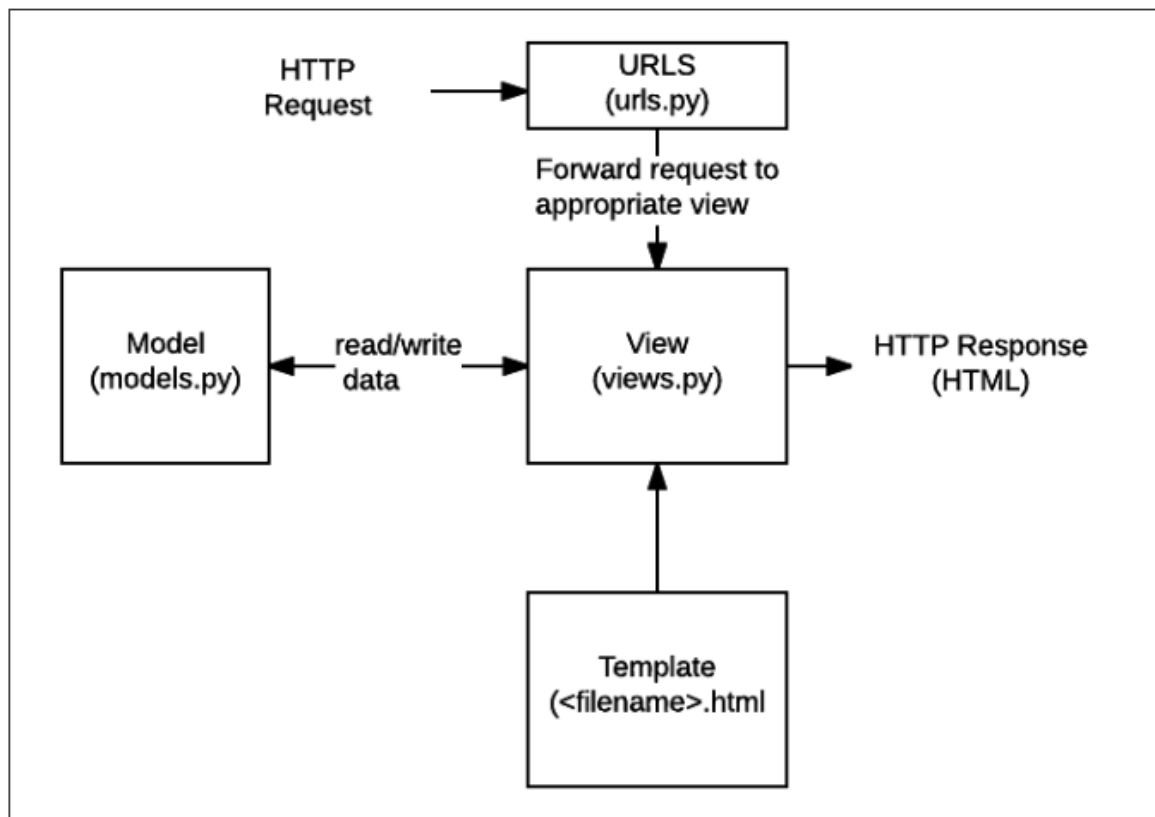 HTTP
Request
URLS
(urls.py)
Forward request to
appropriate view
Model
(models.py)
read/write
data
View
(views.py)
HTTP Response
(HTML)
Template
(<filename>.html